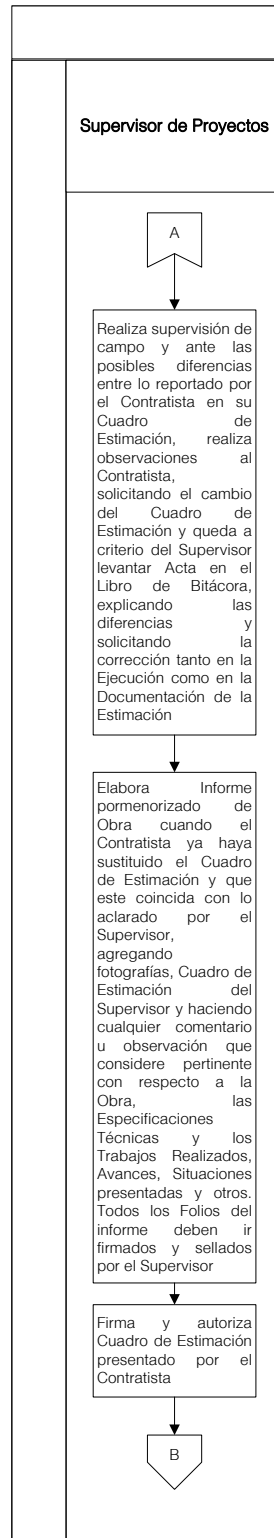 Supervisor de Proyectos
A
Realiza supervisión de
campo y ante las
posibles diferencias
entre lo reportado por
el Contratista en su
Cuadro de
Estimación, realiza
observaciones al
Contratista,
solicitando el cambio
del Cuadro de
Estimación y queda a
criterio del Supervisor
levantar Acta en el
Libro de Bitácora,
explicando las
diferencias y
solicitando la
corrección tanto en la
Ejecución como en la
Documentación de la
Estimación
Elabora Informe
pormenorizado de
Obra cuando el
Contratista ya haya
sustituido el Cuadro
de Estimación y que
este coincida con lo
aclarado por el
Supervisor,
agregando
fotografías, Cuadro de
Estimación del
Supervisor y haciendo
cualquier comentario
u observación que
considere pertinente
con respecto a la
Obra, las
Especificaciones
Técnicas y los
Trabajos Realizados,
Avances, Situaciones
presentadas y otros.
Todos los Folios del
informe deben ir
firmados y sellados
por el Supervisor
Firma y autoriza
Cuadro de Estimación
presentado por el
Contratista
B